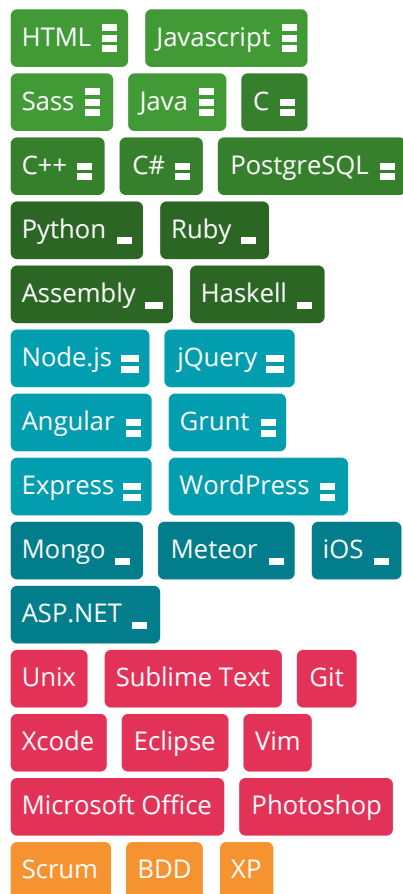 HTML Javascript
Sass Java C
C++ C# PostgreSQL
Python Ruby
Assembly Haskell
Node.js jQuery
Angular Grunt
Express WordPress
Mongo Meteor iOS
ASP.NET
Unix Sublime Text Git
Xcode Eclipse Vim
Microsoft Office Photoshop
Scrum BDD XP